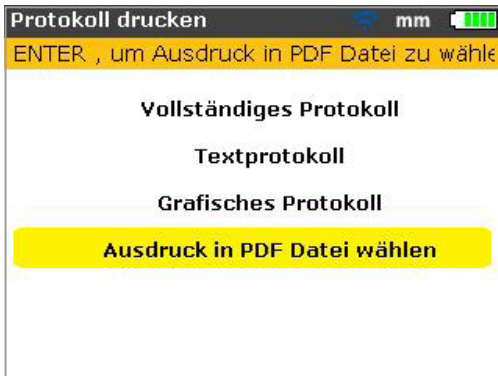 Protokoll drucken mm
ENTER , um Ausdruck in PDF Datei zu wähle
Vollständiges Protokoll
Textprotokoll
Grafisches Protokoll
Ausdruck in PDF Datei wählen